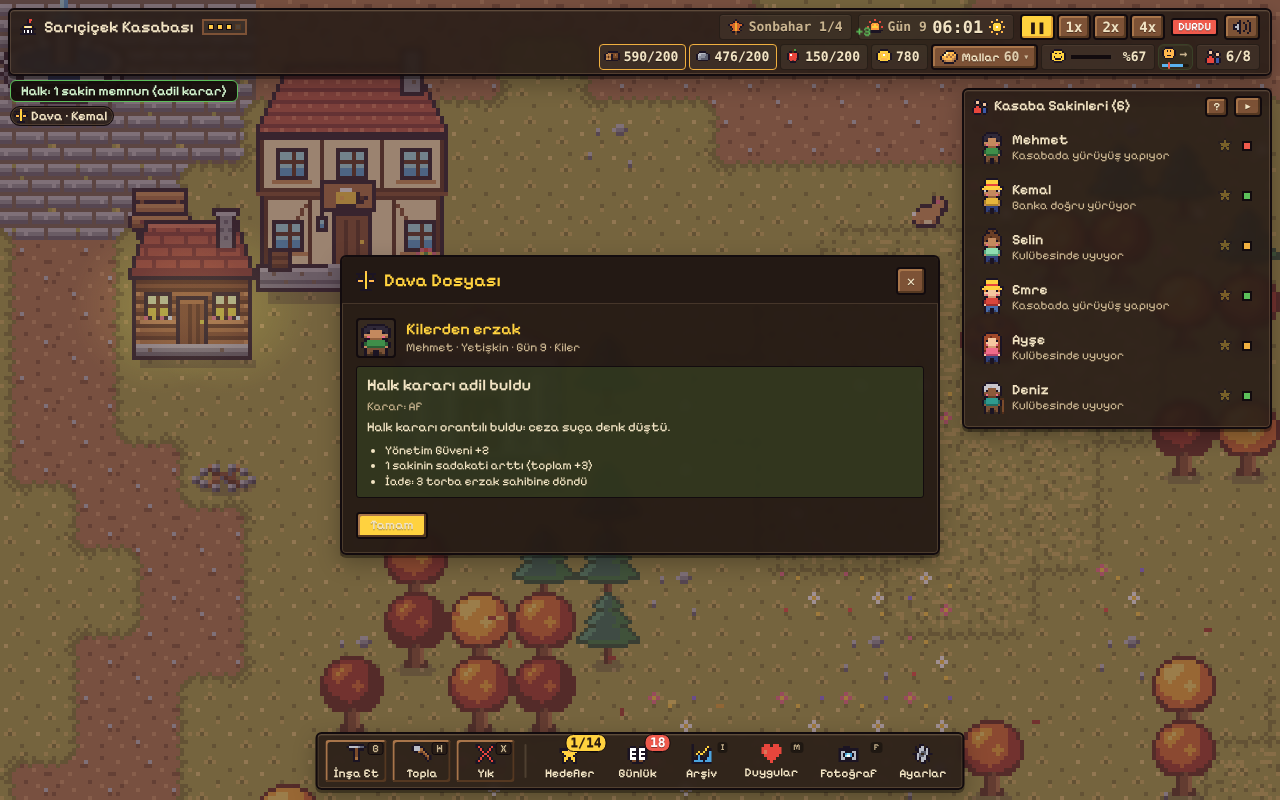 Sarıçiçek Kasabası
Sonbahar 1/4
Gün 9 06:01
1x
2x
4x
DURDU
590/200
476/200
150/200
780
Mallar 60
%67
6/8
Halk: 1 sakin memnun (adil karar)
Dava · Kemal
Kasaba Sakinleri (6)
?
Mehmet
Kasabada yürüyüş yapıyor
Kemal
Banka doğru yürüyor
Selin
Kulübesinde uyuyor
Emre
Kasabada yürüyüş yapıyor
Ayşe
Kulübesinde uyuyor
Deniz
Kulübesinde uyuyor
Dava Dosyası
×
Kilerden erzak
Mehmet · Yetişkin · Gün 9 · Kiler
Halk kararı adil buldu
Karar: AF
Halk kararı orantılı buldu: ceza suça denk düştü.
• Yönetim Güveni +2
• 1 sakinin sadakati arttı (toplam +3)
• İade: 3 torba erzak sahibine döndü
Tamam
İnşa Et
Topla H
Yık X
1/14
Hedefler
18
Günlük
Arşiv I
Duygular M
Fotoğraf F
Ayarlar